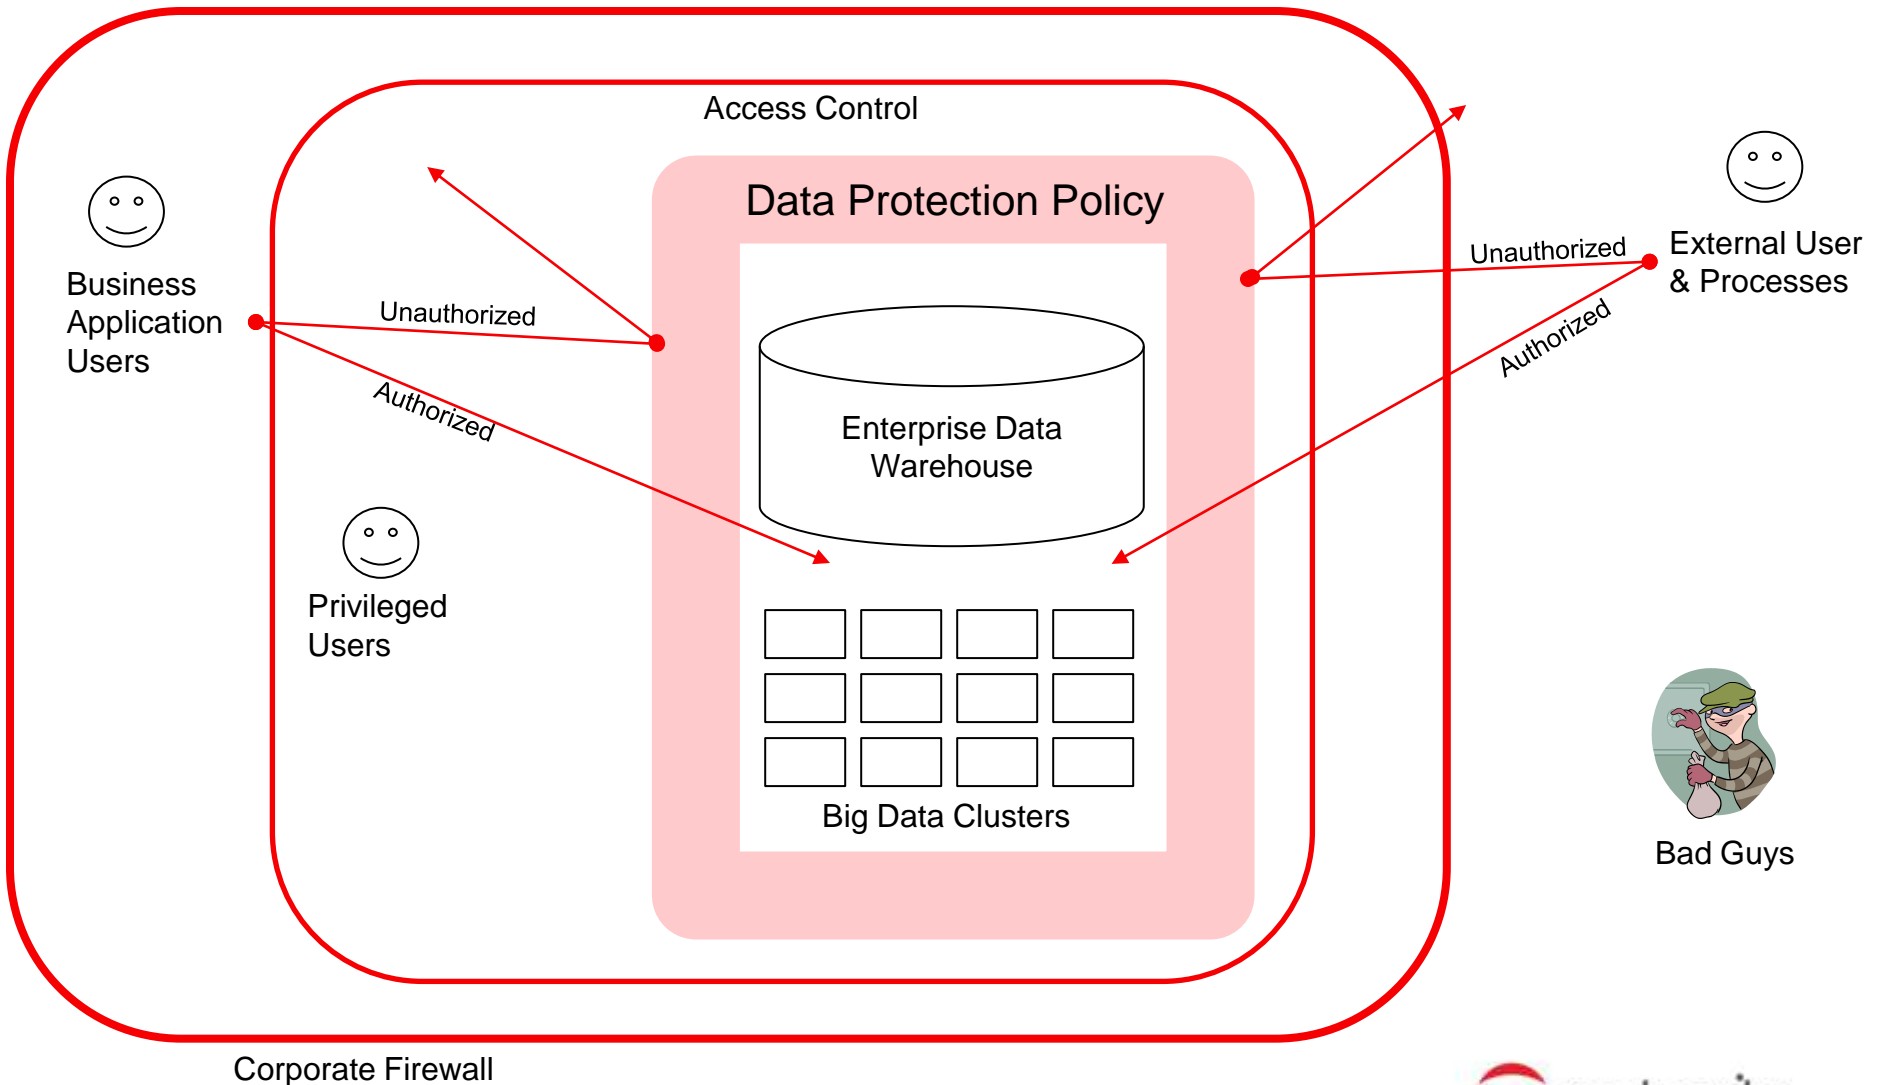 Access Control
Data Protection Policy
Business
Application
Users
Unauthorized
Authorized
Unauthorized
Authorized
External User
& Processes
Enterprise Data
Warehouse
Privileged
Users
Big Data Clusters
Bad Guys
Corporate Firewall